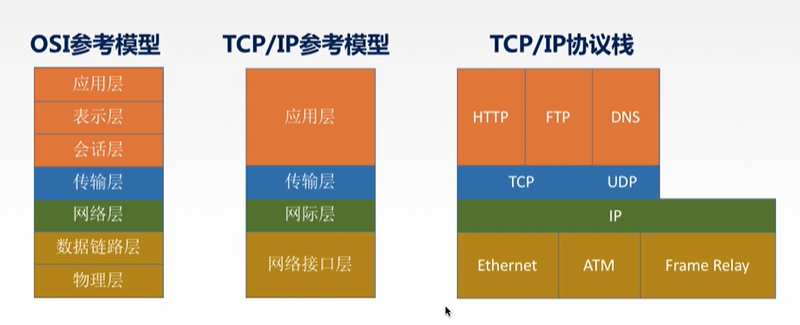 OSI参考模型
应用层
表示层
会话层
传输层
网络层
数据链路层
物理层
TCP/IP参考模型
应用层
传输层
网际层
网络接口层
TCP/IP协议栈
HTTP FTP DNS
TCP UDP
IP
Ethernet ATM Frame Relay